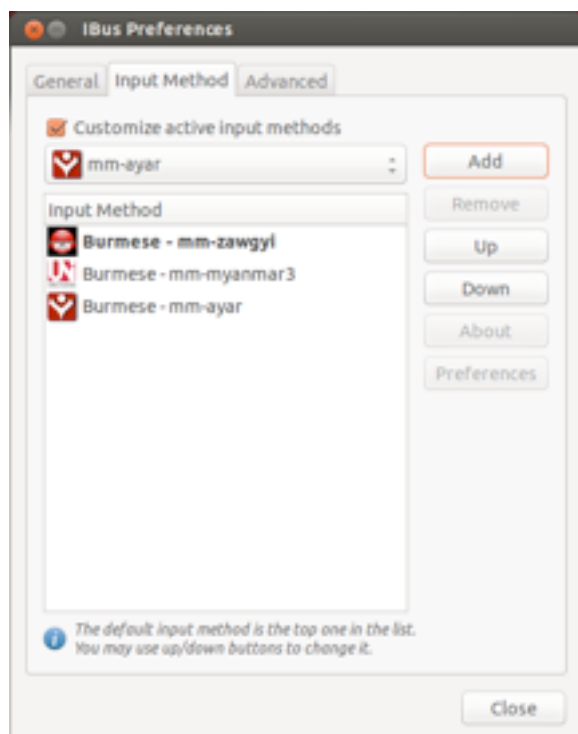 IBus Preferences
General Input Method Advanced
Customize active input methods
mm-ayar Add
Input Method Remove
Burmese - mm-zawgyi Up
Burmese - mm-myanmar3 Down
Burmese - mm-ayar
About
Preferences
The default input method is the top one in the list.
You may use up/down buttons to change it.
Close